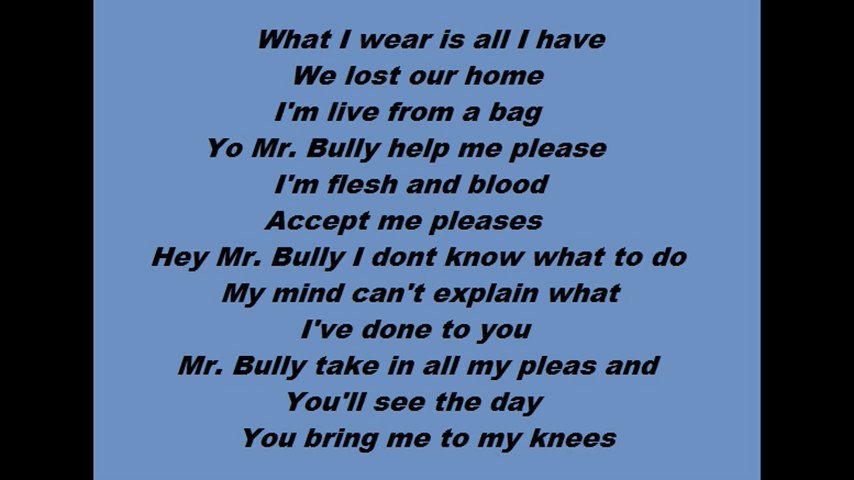 What I wear is all I have
We lost our home
I'm live from a bag
Yo Mr. Bully help me please
I'm flesh and blood
Accept me pleases
Hey Mr. Bully I dont know what to do
My mind can't explain what
I've done to you
Mr. Bully take in all my pleas and
You'll see the day
You bring me to my knees